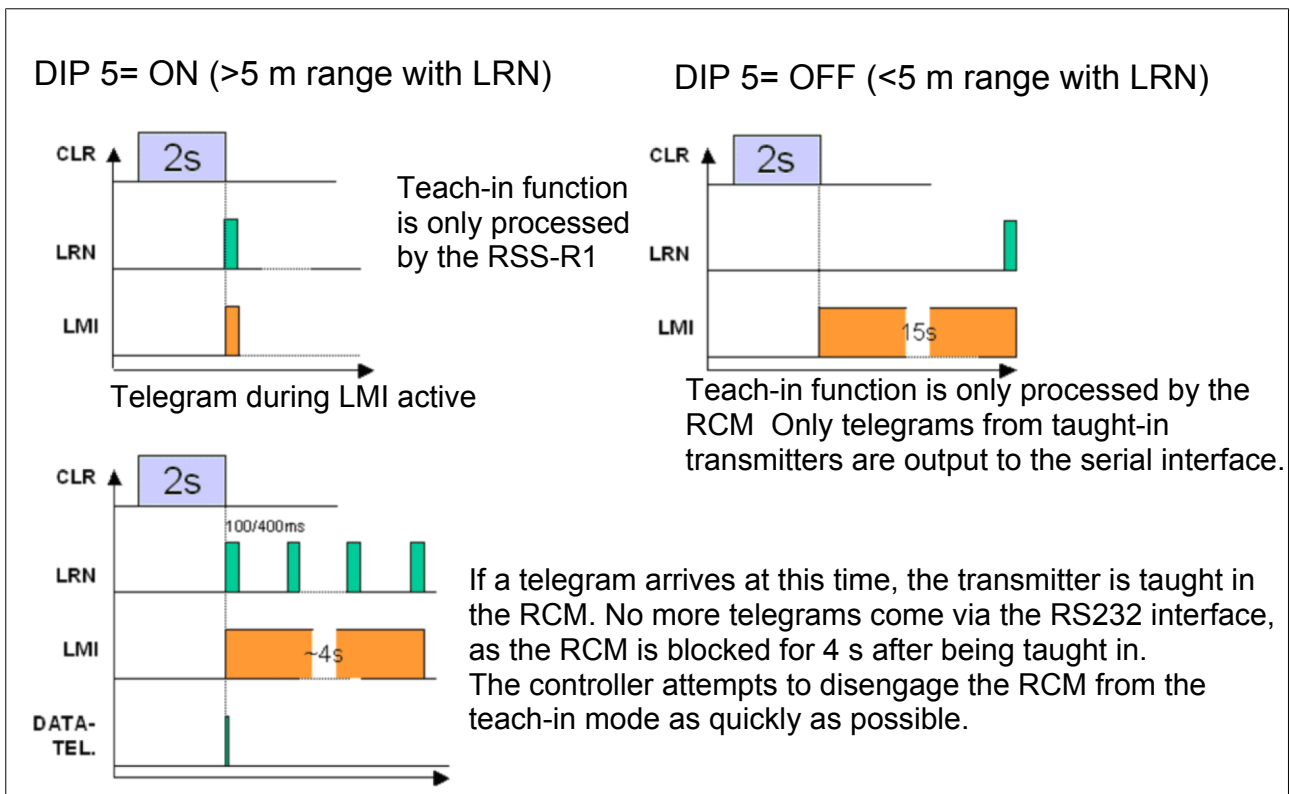 DIP 5= ON (>5 m range with LRN)
CLR
2s
LRN
LMI
Teach-in function
is only processed
by the RSS-R1
Telegram during LMI active
DIP 5= OFF (<5 m range with LRN)
CLR
2s
LRN
LMI
15s
Teach-in function is only processed by the
RCM  Only telegrams from taught-in
transmitters are output to the serial interface.
CLR
2s
100/400ms
LRN
LMI
~4s
DATA-
TEL.
If a telegram arrives at this time, the transmitter is taught in
the RCM. No more telegrams come via the RS232 interface,
as the RCM is blocked for 4 s after being taught in.
The controller attempts to disengage the RCM from the
teach-in mode as quickly as possible.